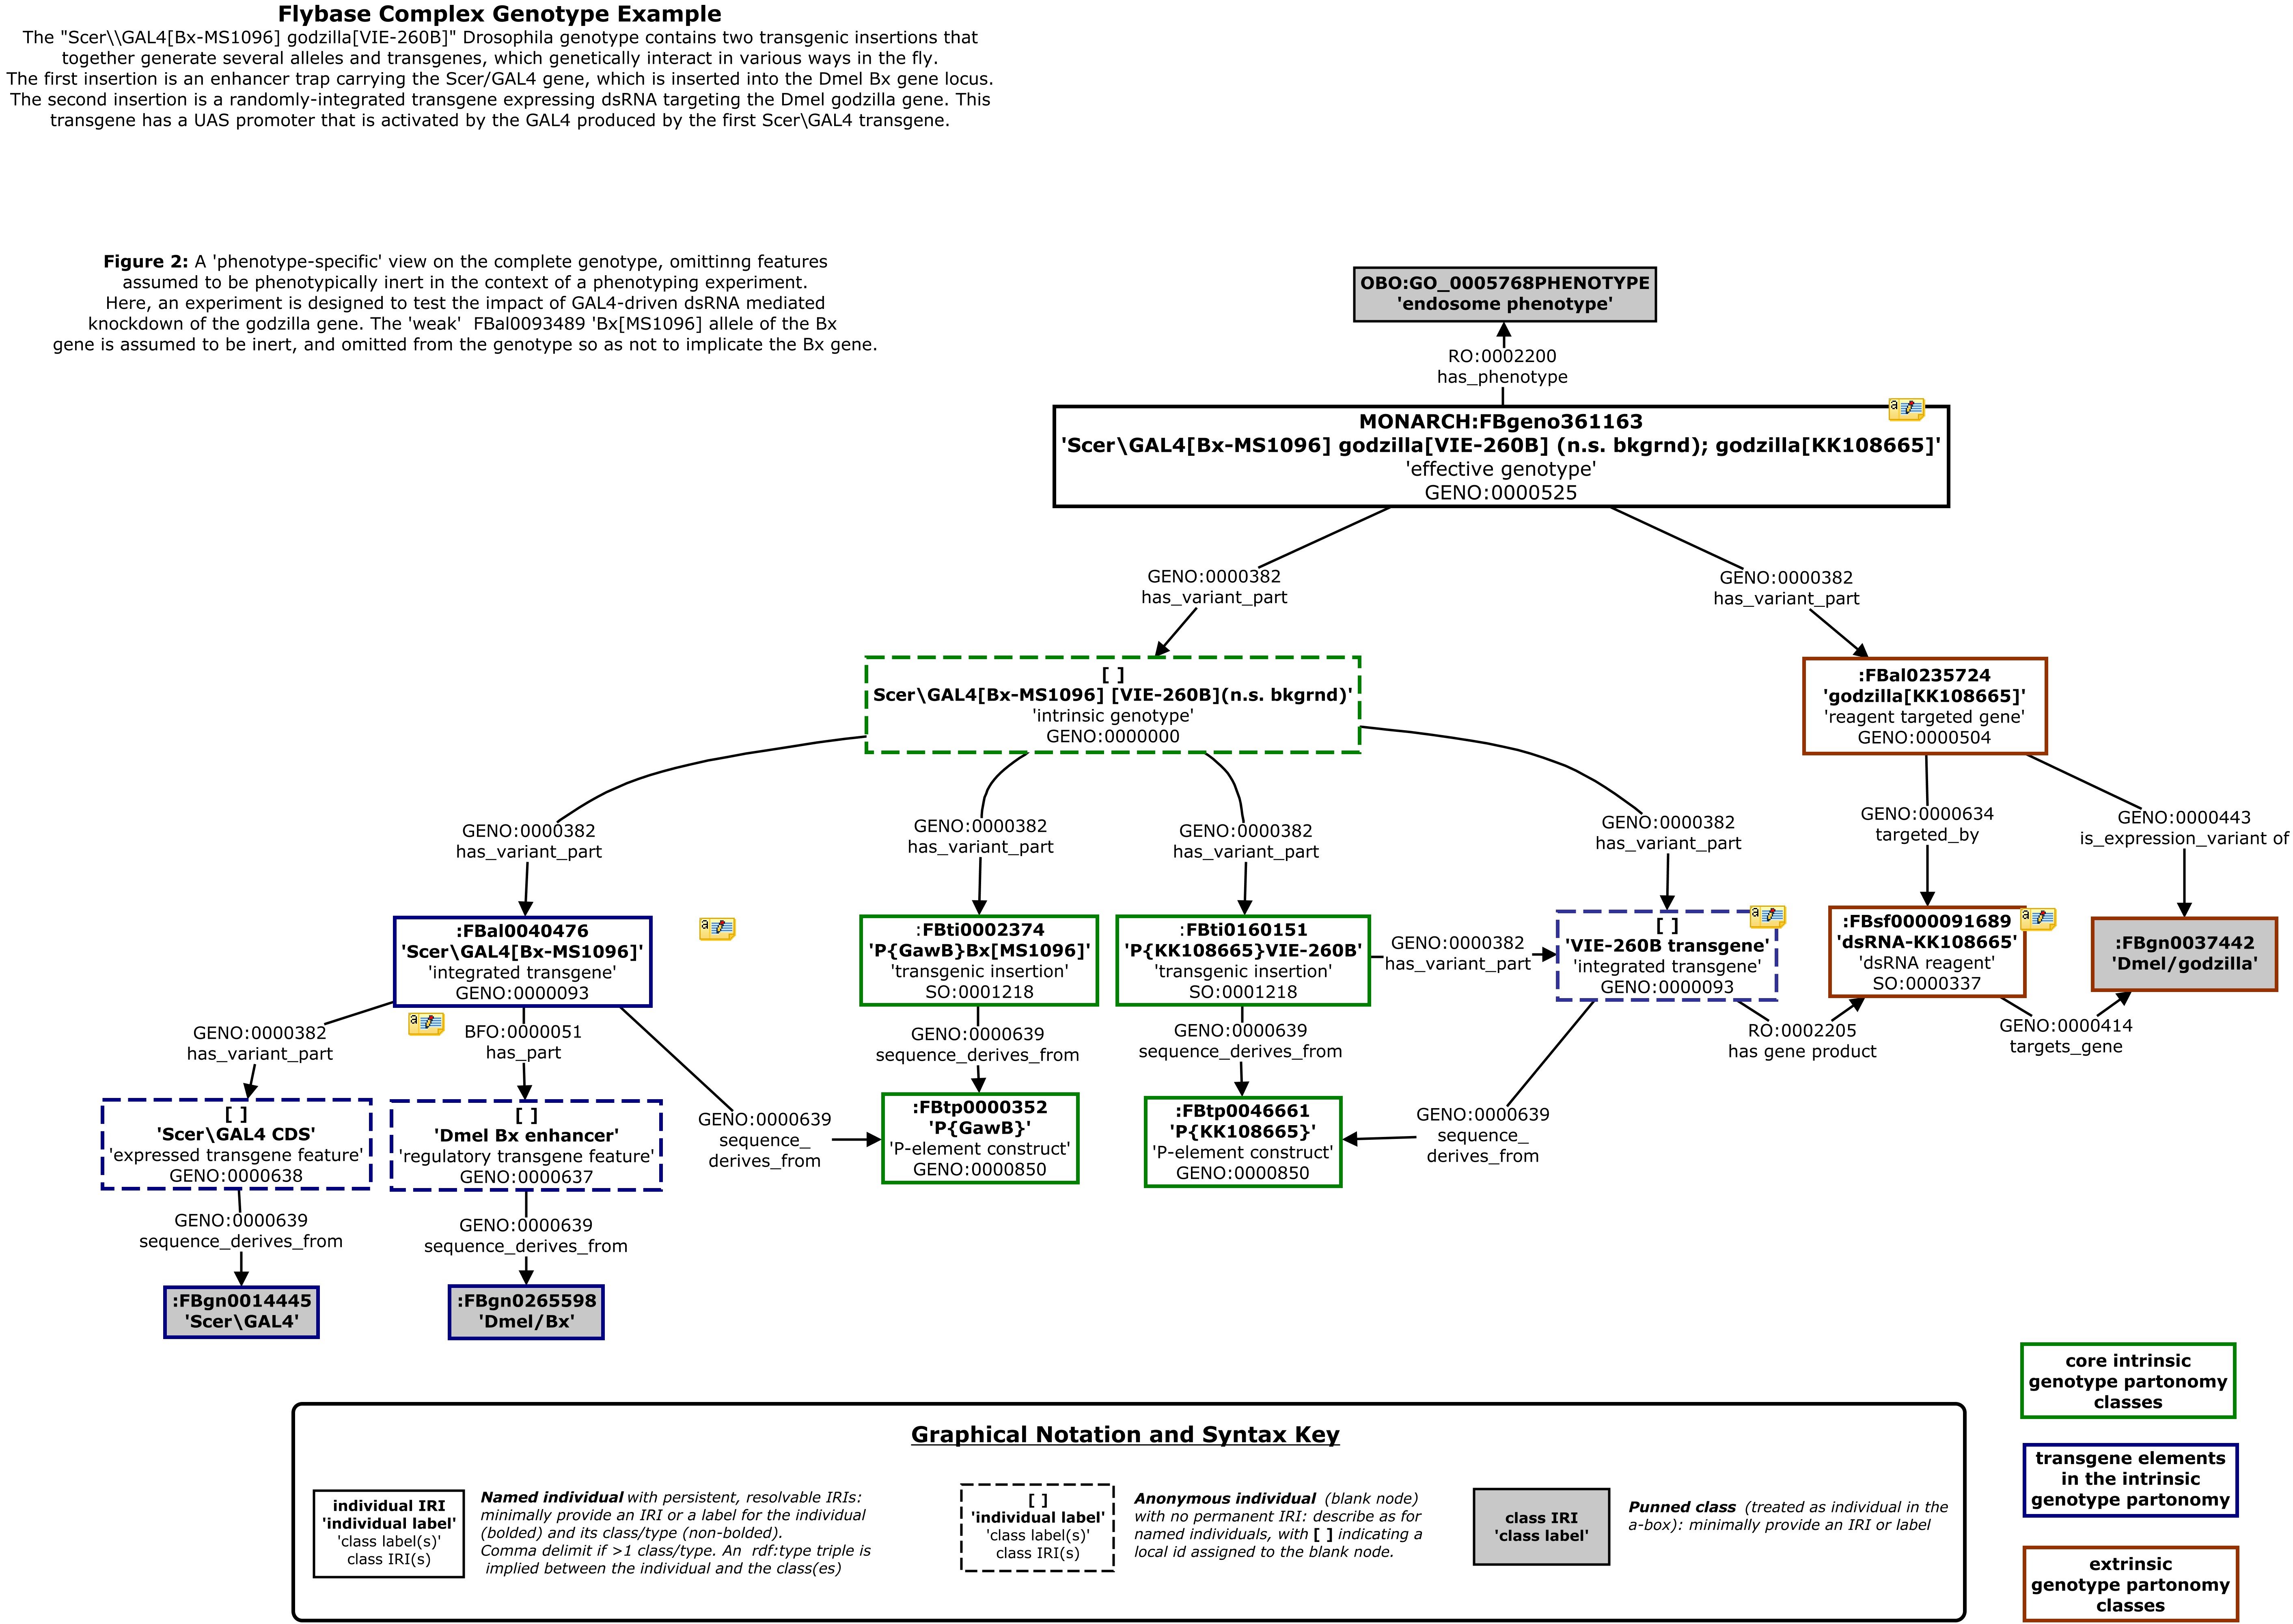 Flybase Complex Genotype Example
The "Scer\\GAL4[Bx-MS1096] godzilla[VIE-260B]" Drosophila genotype contains two transgenic insertions that
together generate several alleles and transgenes, which genetically interact in various ways in the fly.
The first insertion is an enhancer trap carrying the Scer/GAL4 gene, which is inserted into the Dmel Bx gene locus.
The second insertion is a randomly-integrated transgene expressing dsRNA targeting the Dmel godzilla gene. This
transgene has a UAS promoter that is activated by the GAL4 produced by the first Scer\GAL4 transgene.
Figure 2: A 'phenotype-specific' view on the complete genotype, omittinng features
assumed to be phenotypically inert in the context of a phenotyping experiment.
Here, an experiment is designed to test the impact of GAL4-driven dsRNA mediated
knockdown of the godzilla gene. The 'weak'  FBal0093489 'Bx[MS1096] allele of the Bx
gene is assumed to be inert, and omitted from the genotype so as not to implicate the Bx gene.
OBO:GO_0005768PHENOTYPE
'endosome phenotype'
RO:0002200
has_phenotype
MONARCH:FBgeno361163
'Scer\GAL4[Bx-MS1096] godzilla[VIE-260B] (n.s. bkgrnd); godzilla[KK108665]'
'effective genotype'
GENO:0000525
GENO:0000382
has_variant_part
GENO:0000382
has_variant_part
[ ]
Scer\GAL4[Bx-MS1096] [VIE-260B](n.s. bkgrnd)'
'intrinsic genotype'
GENO:0000000
:FBal0235724
'godzilla[KK108665]'
'reagent targeted gene'
GENO:0000504
GENO:0000382
has_variant_part
GENO:0000382
has_variant_part
GENO:0000382
has_variant_part
GENO:0000382
has_variant_part
GENO:0000634
targeted_by
GENO:0000443
is_expression_variant of
:FBal0040476
'Scer\GAL4[Bx-MS1096]'
'integrated transgene'
GENO:0000093
:FBti0002374
'P{GawB}Bx[MS1096]'
'transgenic insertion'
SO:0001218
:FBti0160151
'P{KK108665}VIE-260B'
'transgenic insertion'
SO:0001218
GENO:0000382
has_variant_part
[ ]
'VIE-260B transgene'
'integrated transgene'
GENO:0000093
:FBsf0000091689
'dsRNA-KK108665'
'dsRNA reagent'
SO:0000337
:FBgn0037442
'Dmel/godzilla'
GENO:0000382
has_variant_part
BFO:0000051
has_part
GENO:0000639
sequence_derives_from
GENO:0000639
sequence_derives_from
RO:0002205
has gene product
GENO:0000414
targets_gene
[ ]
'Scer\GAL4 CDS'
'expressed transgene feature'
GENO:0000638
[ ]
'Dmel Bx enhancer'
'regulatory transgene feature'
GENO:0000637
GENO:0000639
sequence_
derives_from
:FBtp0000352
'P{GawB}'
'P-element construct'
GENO:0000850
:FBtp0046661
'P{KK108665}'
'P-element construct'
GENO:0000850
GENO:0000639
sequence_
derives_from
GENO:0000639
sequence_derives_from
GENO:0000639
sequence_derives_from
:FBgn0014445
'Scer\GAL4'
:FBgn0265598
'Dmel/Bx'
core intrinsic
genotype partonomy
classes
transgene elements
in the intrinsic
genotype partonomy
extrinsic
genotype partonomy
classes
Graphical Notation and Syntax Key
individual IRI
'individual label'
'class label(s)'
class IRI(s)
Named individual with persistent, resolvable IRIs:
minimally provide an IRI or a label for the individual
(bolded) and its class/type (non-bolded).
Comma delimit if >1 class/type. An  rdf:type triple is
implied between the individual and the class(es)
[ ]
'individual label'
'class label(s)'
class IRI(s)
Anonymous individual  (blank node)
with no permanent IRI: describe as for
named individuals, with [ ] indicating a
local id assigned to the blank node.
class IRI
'class label'
Punned class  (treated as individual in the
a-box): minimally provide an IRI or label